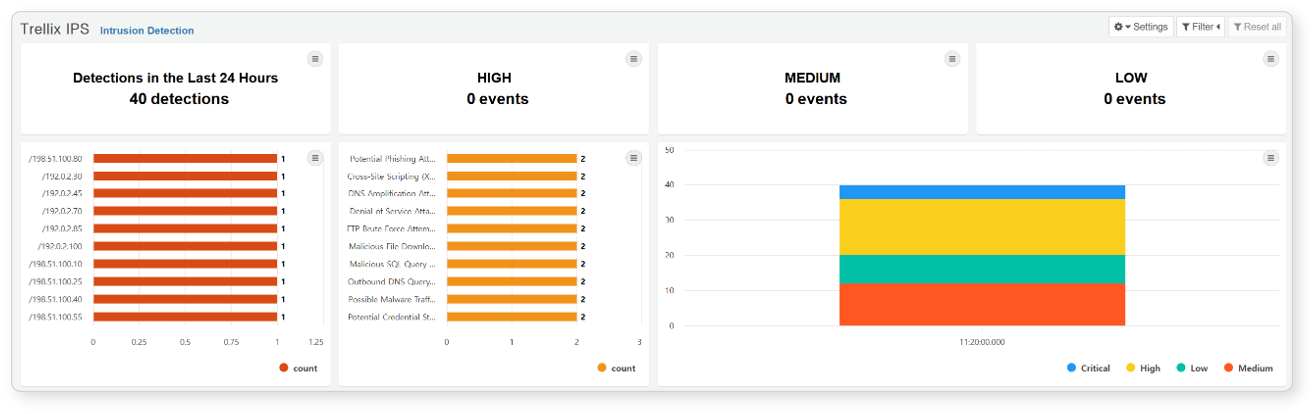 Trellix IPS Intrusion Detection
Settings Filter Reset all
Detections in the Last 24 Hours
40 detections
HIGH
0 events
MEDIUM
0 events
LOW
0 events
/198.51.100.80 1
/192.0.2.30 1
/192.0.2.45 1
/192.0.2.70 1
/192.0.2.85 1
/192.0.2.100 1
/198.51.100.10 1
/198.51.100.25 1
/198.51.100.40 1
/198.51.100.55 1
0 0.25 0.5 0.75 1 1.25
count
Potential Phishing Att... 2
Cross-Site Scripting (X... 2
DNS Amplification Att... 2
Denial of Service Atta... 2
FTP Brute Force Attem... 2
Malicious File Downlo... 2
Malicious SQL Query ... 2
Outbound DNS Query... 2
Possible Malware Traff... 2
Potential Credential St... 2
0 1 2 3
count
50
40
30
20
10
0
11:20:00.000
Critical High Low Medium